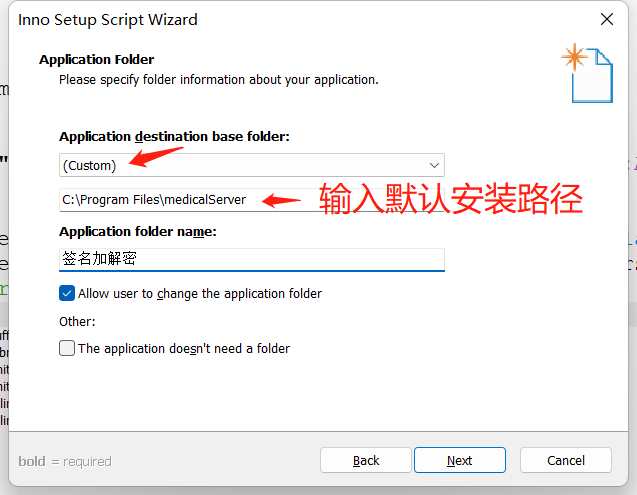 Inno Setup Script Wizard
Application Folder
Please specify folder information about your application.
Application destination base folder:
(Custom)
C:\Program Files\medicalServer
输入默认安装路径
Application folder name:
签名加解密
Allow user to change the application folder
Other:
The application doesn't need a folder
bold = required
Back
Next
Cancel